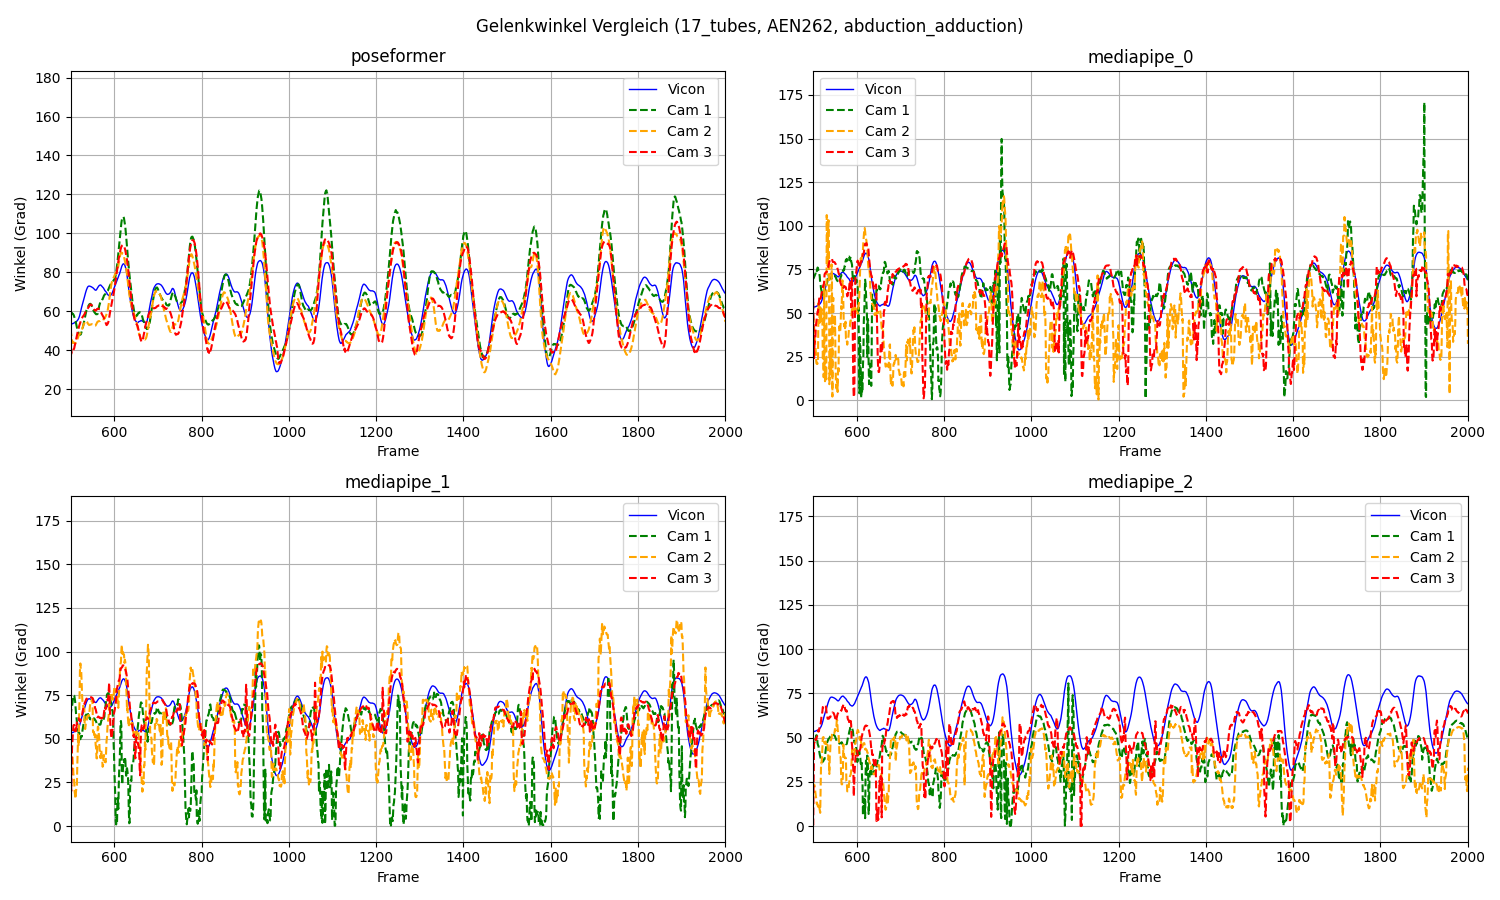 Gelenkwinkel Vergleich (17_tubes, AEN262, abduction_adduction)
poseformer
180
160
140
120
100
80
60
40
20
Winkel (Grad)
600
800
1000
1200
1400
1600
1800
2000
Frame
Vicon
Cam 1
Cam 2
Cam 3
mediapipe_0
175
150
125
100
75
50
25
0
Winkel (Grad)
600
800
1000
1200
1400
1600
1800
2000
Frame
Vicon
Cam 1
Cam 2
Cam 3
mediapipe_1
175
150
125
100
75
50
25
0
Winkel (Grad)
600
800
1000
1200
1400
1600
1800
2000
Frame
Vicon
Cam 1
Cam 2
Cam 3
mediapipe_2
175
150
125
100
75
50
25
0
Winkel (Grad)
600
800
1000
1200
1400
1600
1800
2000
Frame
Vicon
Cam 1
Cam 2
Cam 3